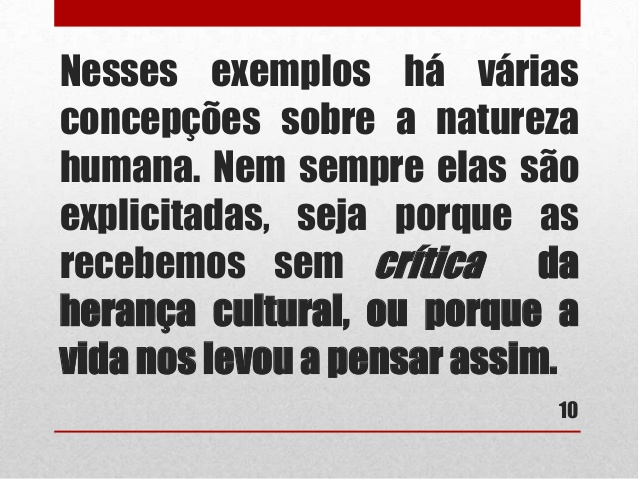 Nesses exemplos há várias
concepções sobre a natureza
humana. Nem sempre elas são
explicitadas, seja porque as
recebemos sem crítica da
herança cultural, ou porque a
vida nos levou a pensar assim.
10